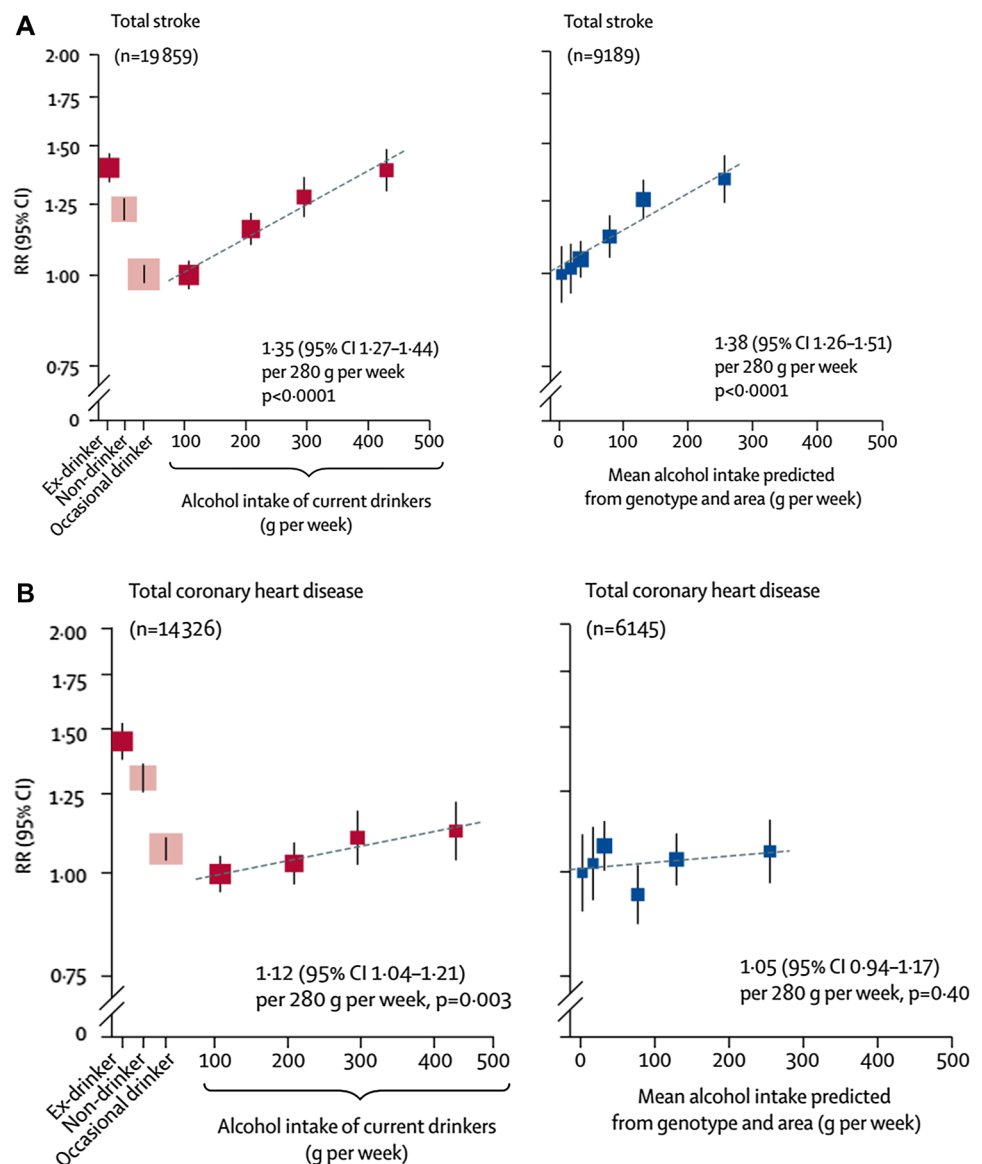 A
Total stroke
(n=19 859)
2·00
1·75
1·50
1·25
1·00
0·75
0
RR (95% CI)
1·35 (95% CI 1·27–1·44)
per 280 g per week
p<0·0001
Ex-drinker
Non-drinker
Occasional drinker
100 200 300 400 500
Alcohol intake of current drinkers
(g per week)
Total stroke
(n=9189)
1·38 (95% CI 1·26–1·51)
per 280 g per week
p<0·0001
0 100 200 300 400 500
Mean alcohol intake predicted
from genotype and area (g per week)
B
Total coronary heart disease
(n=14 326)
2·00
1·75
1·50
1·25
1·00
0·75
0
RR (95% CI)
1·12 (95% CI 1·04–1·21)
per 280 g per week, p=0·003
Ex-drinker
Non-drinker
Occasional drinker
100 200 300 400 500
Alcohol intake of current drinkers
(g per week)
Total coronary heart disease
(n=6145)
1·05 (95% CI 0·94–1·17)
per 280 g per week, p=0·40
0 100 200 300 400 500
Mean alcohol intake predicted
from genotype and area (g per week)